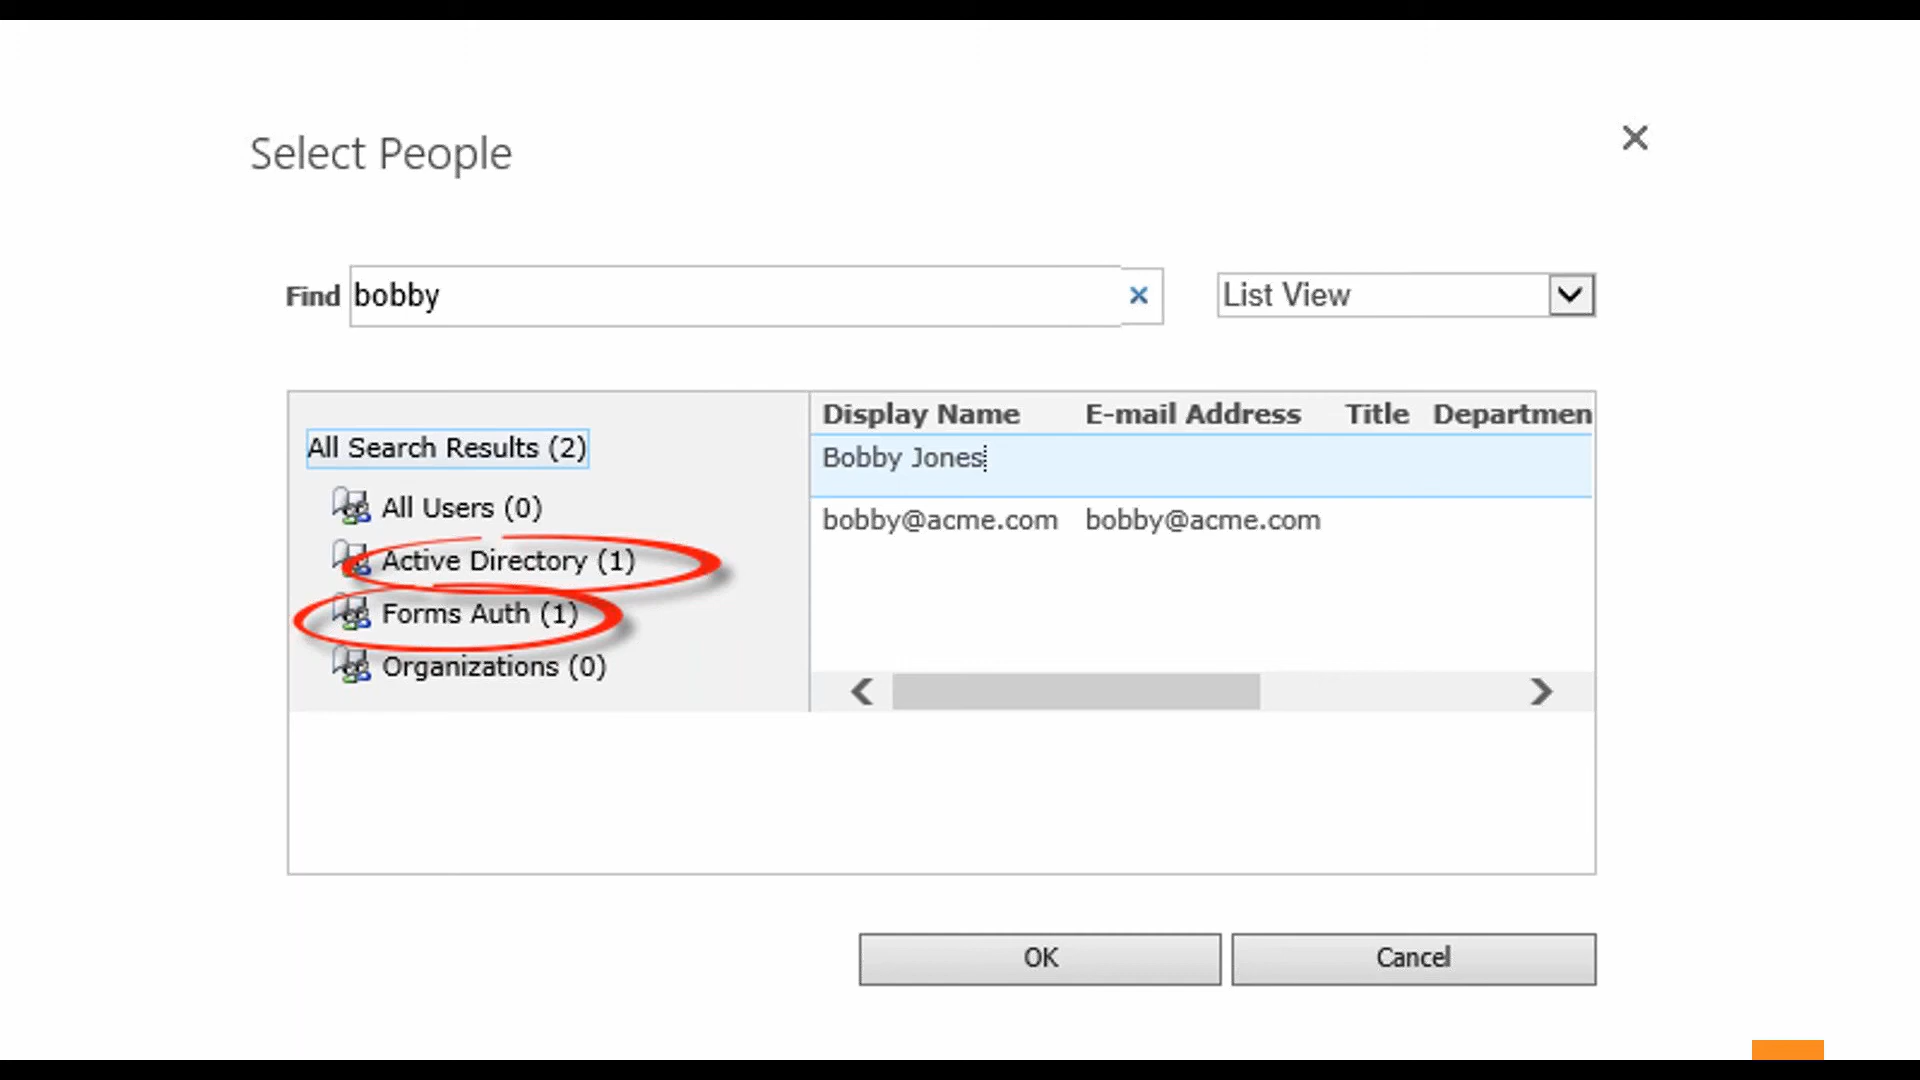 Select People
Find bobby
List View
All Search Results (2)
All Users (0)
Active Directory (1)
Forms Auth (1)
Organizations (0)
Display Name E-mail Address Title Departmen
Bobby Jones
bobby@acme.com bobby@acme.com
OK Cancel